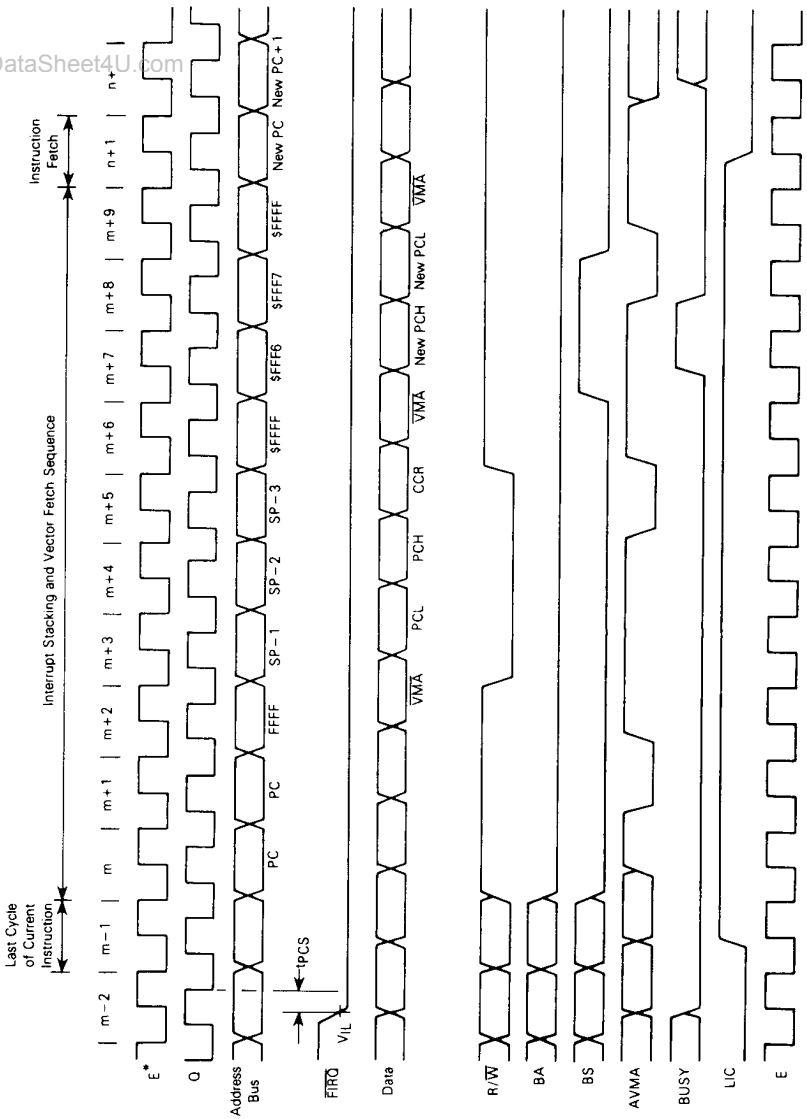 DataSheet4U.com
Last Cycle
of Current
Instruction
Interrupt Stacking and Vector Fetch Sequence
Instruction
Fetch
| m-2 | m-1 | m | m+1 | m+2 | m+3 | m+4 | m+5 | m+6 | m+7 | m+8 | m+9 | n+1 | n+
E*
Q
Address
Bus
PC PC FFFF SP-1 SP-2 SP-3 $FFFF $FFF6 $FFF7 $FFFF New PC New PC+1
FIRQ
VIL
tPCS
Data
VMA PCL PCH CCR VMA New PCH New PCL VMA
R/W
BA
BS
AVMA
BUSY
LIC
E